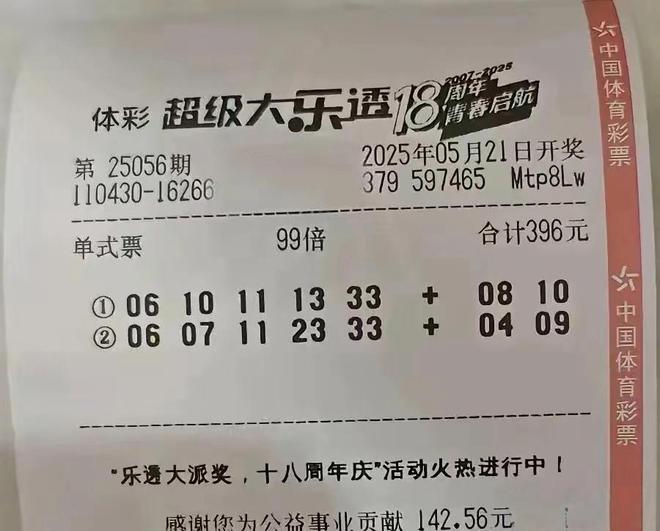 体彩 超级大乐透 18周年 2007-2025 青春启航
第 25056期 2025年05月21日开奖
110430-16266 379 597465 Mtp8Lw
单式票 99倍 合计396元
① 06 10 11 13 33 + 08 10
② 06 07 11 23 33 + 04 09
“乐透大派奖，十八周年庆”活动火热进行中！
感谢您为公益事业贡献 142.56元
中国体育彩票
中国体育彩票